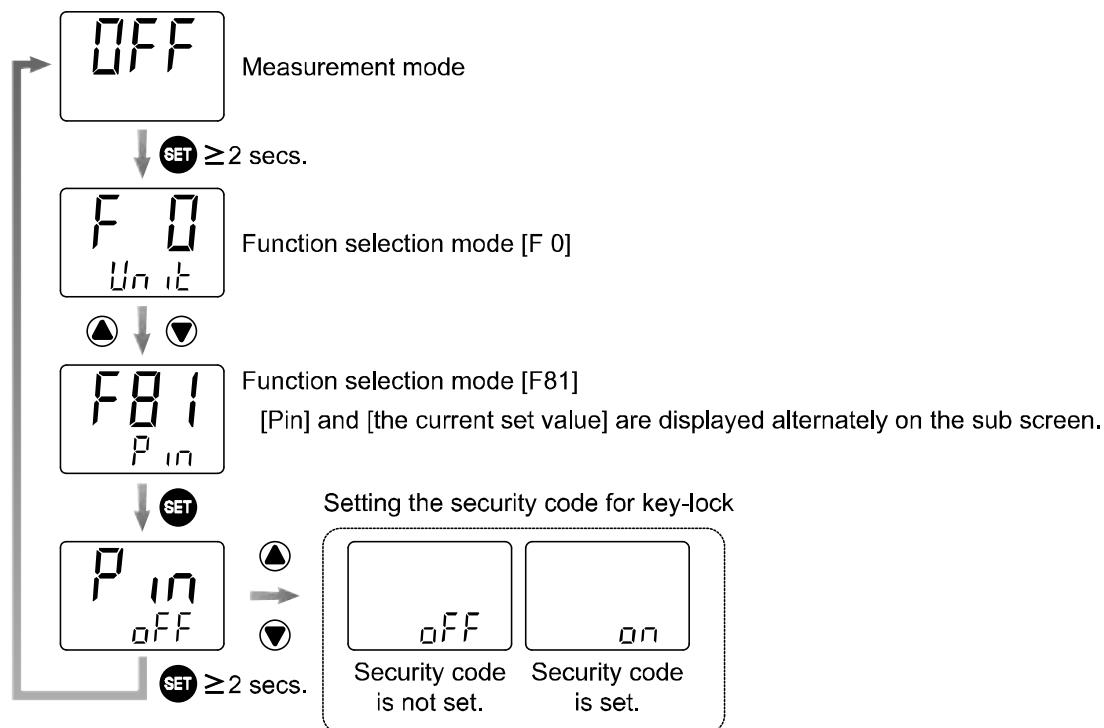 OFF
Measurement mode
SET ≧2 secs.
F 0
Unit
Function selection mode [F 0]
F81
Pin
Function selection mode [F81]
[Pin] and [the current set value] are displayed alternately on the sub screen.
SET
Setting the security code for key-lock
Pin
oFF
oFF
on
Security code
is not set.
Security code
is set.
SET ≧2 secs.